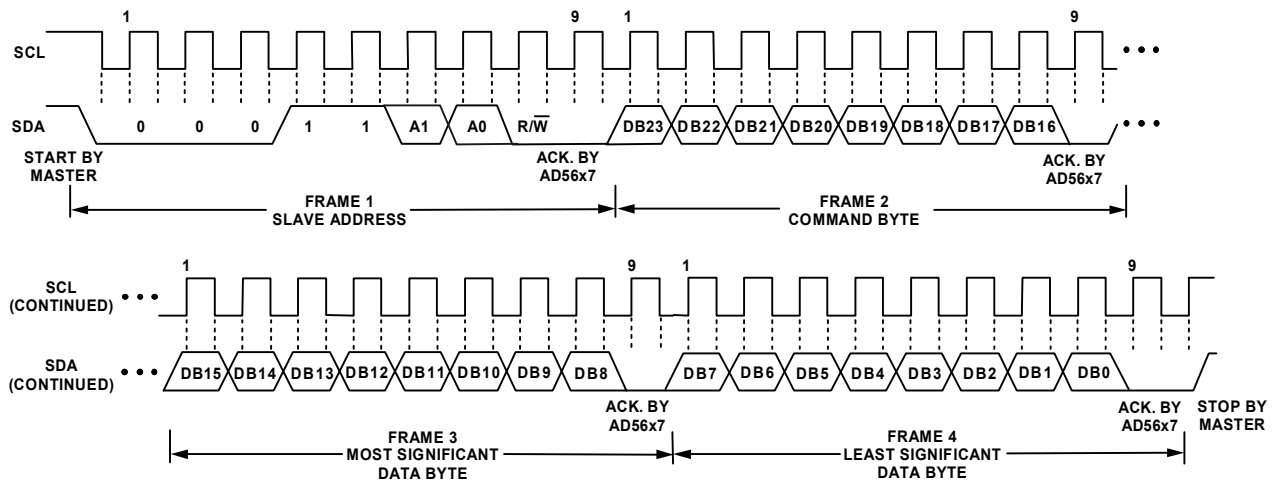 1 9 1 9
SCL
SDA 0 0 0 1 1 A1 A0 R/W̅ DB23 DB22 DB21 DB20 DB19 DB18 DB17 DB16
START BY
MASTER
ACK. BY
AD56x7
ACK. BY
AD56x7
FRAME 1
SLAVE ADDRESS
FRAME 2
COMMAND BYTE
1 9 1 9
SCL
(CONTINUED)
SDA
(CONTINUED)
DB15 DB14 DB13 DB12 DB11 DB10 DB9 DB8 DB7 DB6 DB5 DB4 DB3 DB2 DB1 DB0
ACK. BY
AD56x7
ACK. BY
AD56x7
STOP BY
MASTER
FRAME 3
MOST SIGNIFICANT
DATA BYTE
FRAME 4
LEAST SIGNIFICANT
DATA BYTE